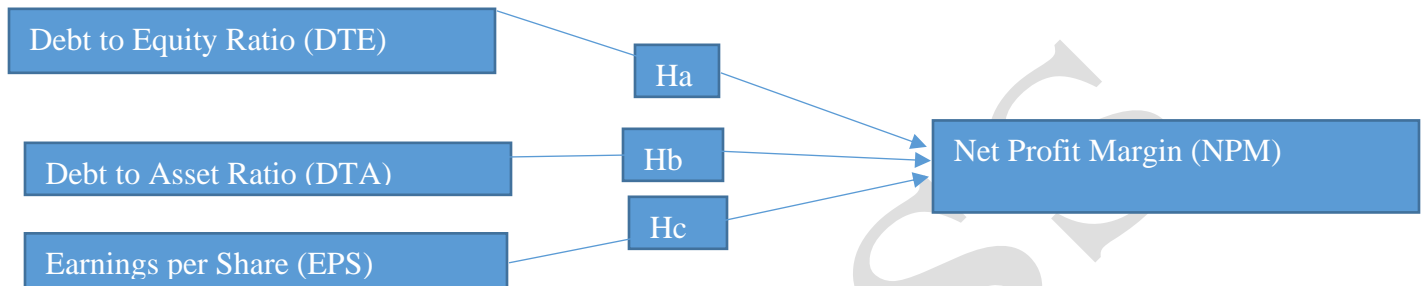 Debt to Equity Ratio (DTE)
Ha
Debt to Asset Ratio (DTA)
Hb
Net Profit Margin (NPM)
Hc
Earnings per Share (EPS)